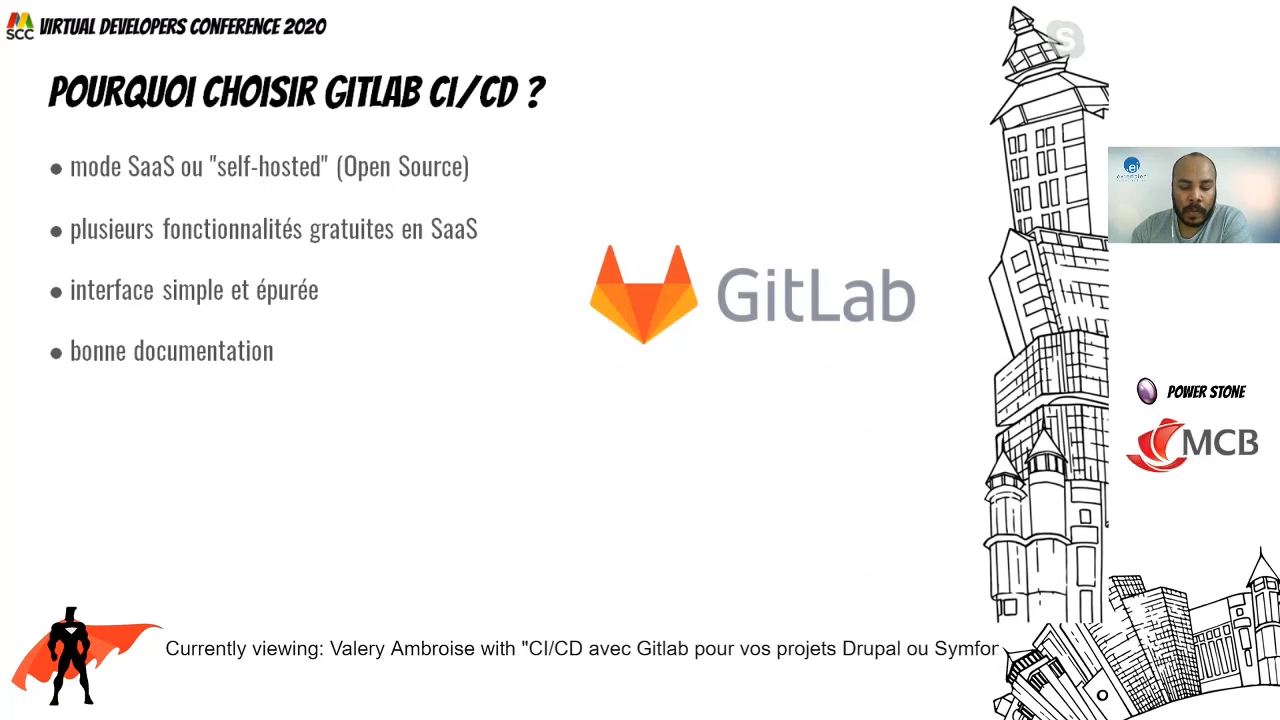 SCC VIRTUAL DEVELOPERS CONFERENCE 2020
POURQUOI CHOISIR GITLAB CI/CD ?
● mode SaaS ou "self-hosted" (Open Source)
● plusieurs fonctionnalités gratuites en SaaS
● interface simple et épurée
● bonne documentation
GitLab
S
ei
POWER STONE
MCB
Currently viewing: Valery Ambroise with "CI/CD avec Gitlab pour vos projets Drupal ou Symfor